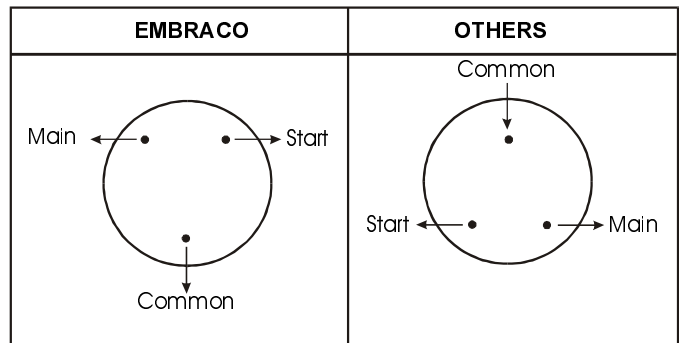 EMBRACO
OTHERS
Main
Start
Common
Common
Start
Main